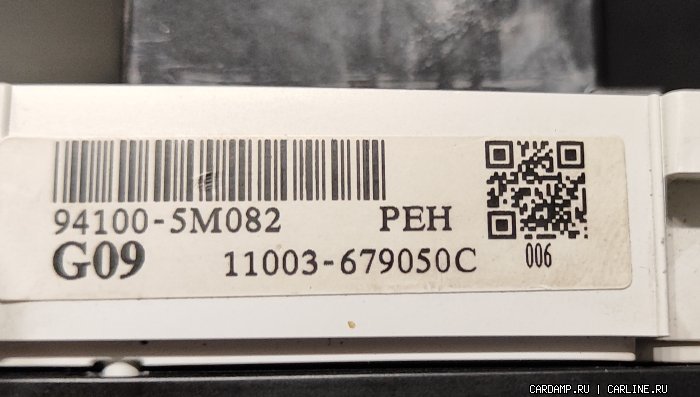 94100-5M082 PEH
G09 11003-679050C 006
CARDAMP.RU | CARLINE.RU